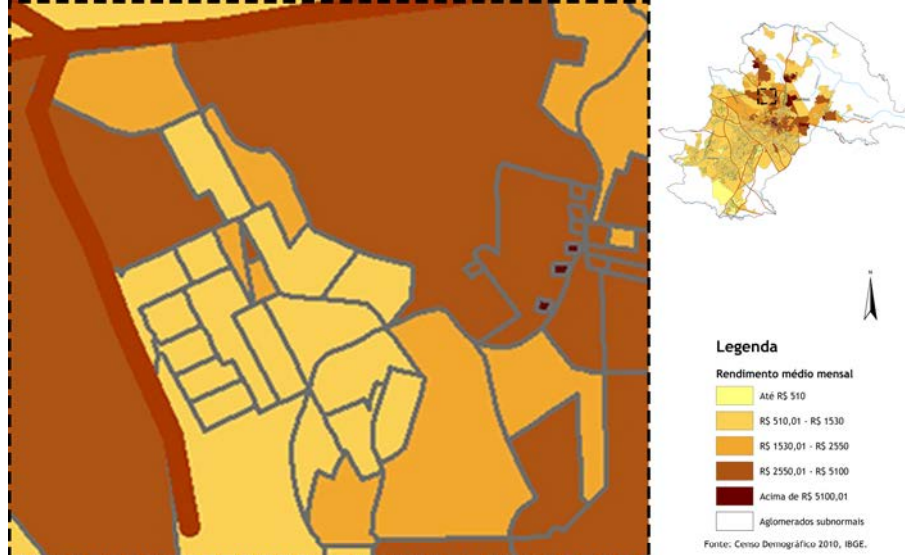 N
Legenda
Rendimento médio mensal
Até R$ 510
R$ 510,01 - R$ 1530
R$ 1530,01 - R$ 2550
R$ 2550,01 - R$ 5100
Acima de R$ 5100,01
Aglomerados subnormais
Fonte: Censo Demográfico 2010, IBGE.